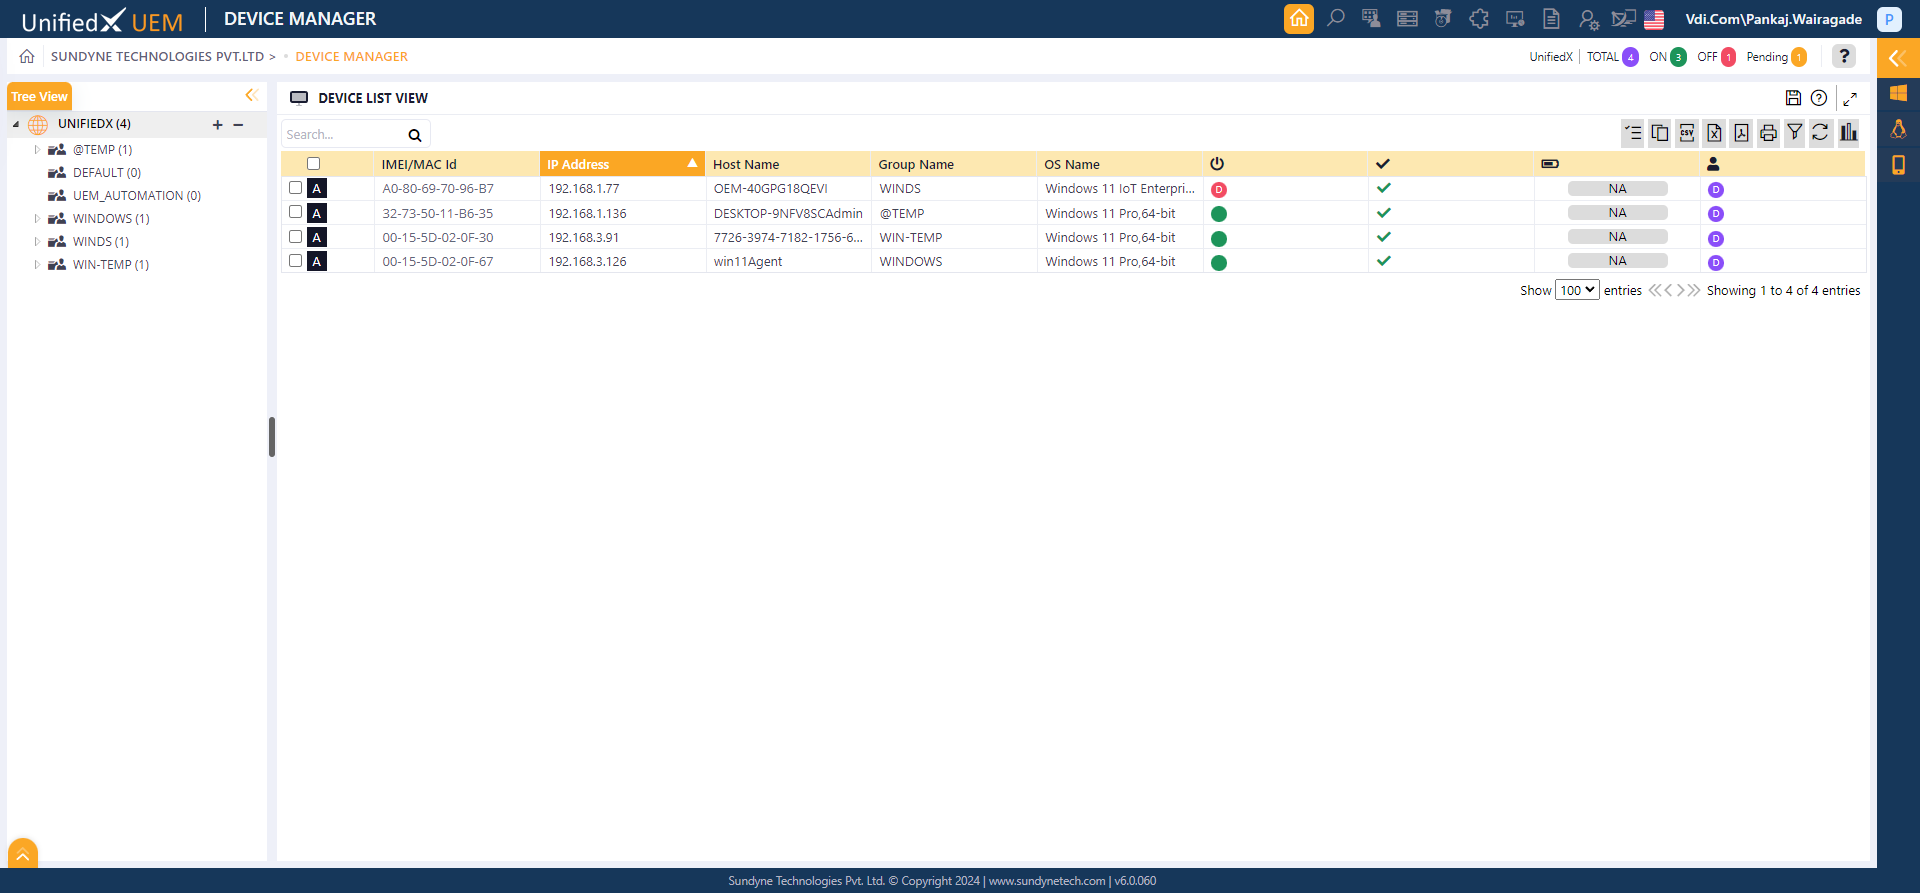 UnifiedX UEM DEVICE MANAGER Vdi.Com\Pankaj.Wairagade P
SUNDYNE TECHNOLOGIES PVT.LTD > • DEVICE MANAGER UnifiedX TOTAL 4 ON 3 OFF 1 Pending 1 ?
Tree View
UNIFIEDX (4) + −
@TEMP (1)
DEFAULT (0)
UEM_AUTOMATION (0)
WINDOWS (1)
WINDS (1)
WIN-TEMP (1)
DEVICE LIST VIEW
Search...
CSV
IMEI/MAC Id IP Address Host Name Group Name OS Name
A A0-80-69-70-96-B7 192.168.1.77 OEM-40GPG18QEVI WINDS Windows 11 IoT Enterpri... D NA D
A 32-73-50-11-B6-35 192.168.1.136 DESKTOP-9NFV8SCAdmin @TEMP Windows 11 Pro,64-bit NA D
A 00-15-5D-02-0F-30 192.168.3.91 7726-3974-7182-1756-6... WIN-TEMP Windows 11 Pro,64-bit NA D
A 00-15-5D-02-0F-67 192.168.3.126 win11Agent WINDOWS Windows 11 Pro,64-bit NA D
Show 100 entries Showing 1 to 4 of 4 entries
Sundyne Technologies Pvt. Ltd. © Copyright 2024 | www.sundynetech.com | v6.0.060